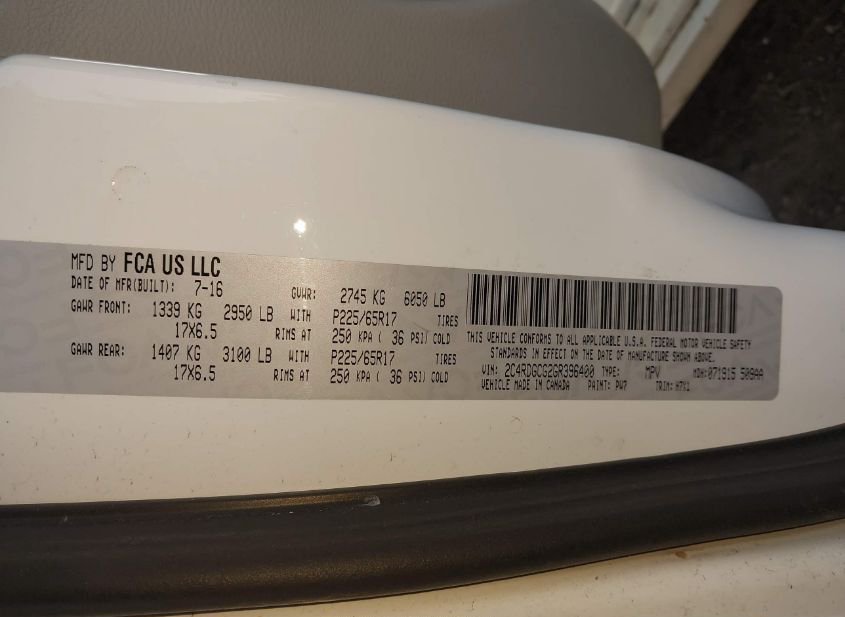 MFD BY FCA US LLC
DATE OF MFR(BUILT): 7-16 GVWR: 2745 KG 6050 LB
GAWR FRONT: 1339 KG 2950 LB WITH P225/65R17 TIRES
17X6.5 RIMS AT 250 KPA ( 36 PSI) COLD
GAWR REAR: 1407 KG 3100 LB WITH P225/65R17 TIRES
17X6.5 RIMS AT 250 KPA ( 36 PSI) COLD
THIS VEHICLE CONFORMS TO ALL APPLICABLE U.S.A. FEDERAL MOTOR VEHICLE SAFETY
STANDARDS IN EFFECT ON THE DATE OF MANUFACTURE SHOWN ABOVE.
VIN: 2C4RDGCG2GR396400 TYPE: MPV MDH: 071915 509AA
VEHICLE MADE IN CANADA PAINT: PW7 TRIM: H7X1